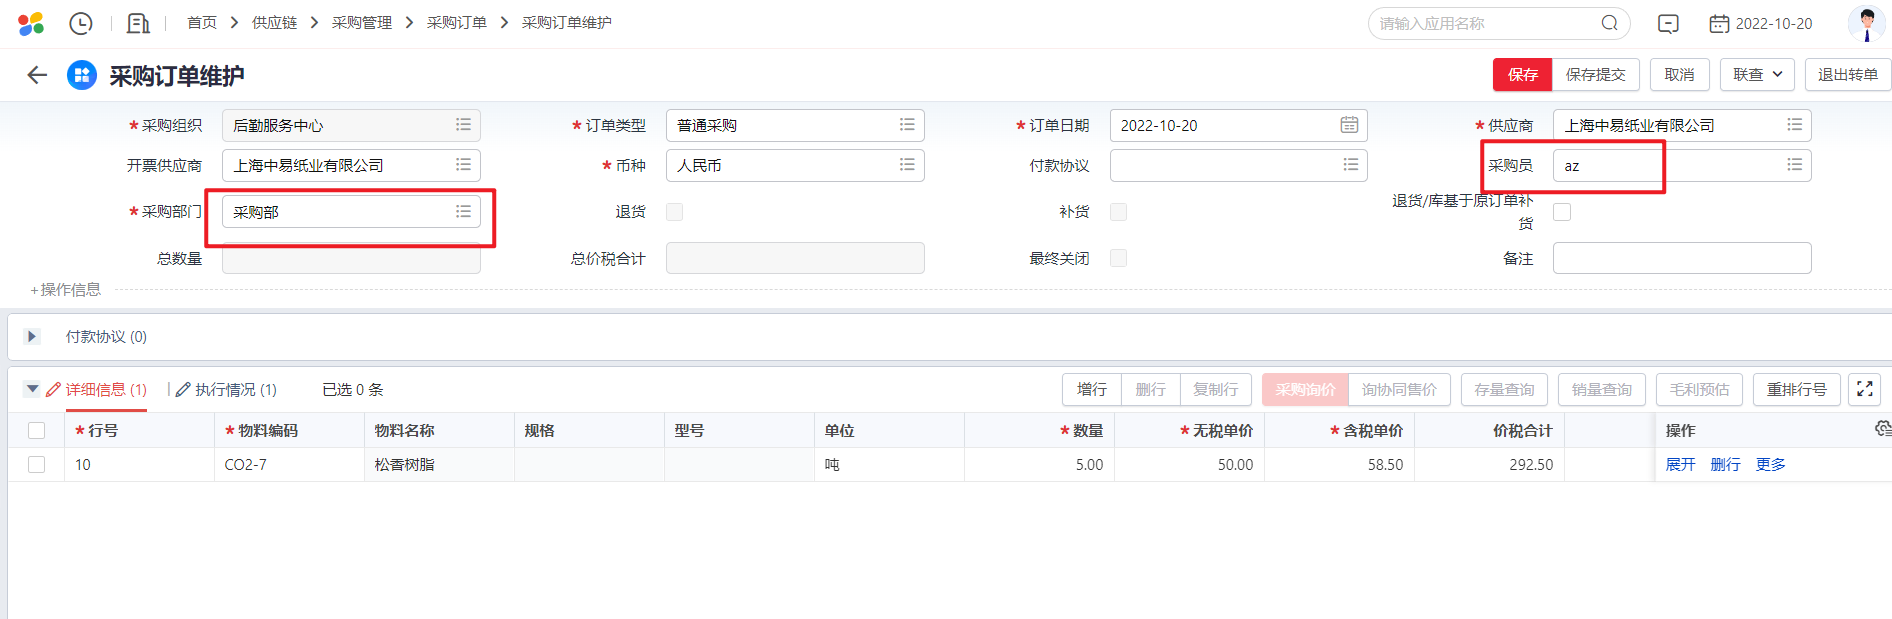 首页 > 供应链 > 采购管理 > 采购订单 > 采购订单维护 请输入应用名称 2022-10-20
采购订单维护 保存 保存提交 取消 联查 退出转单
* 采购组织 后勤服务中心 * 订单类型 普通采购 * 订单日期 2022-10-20 * 供应商 上海中易纸业有限公司
开票供应商 上海中易纸业有限公司 * 币种 人民币 付款协议 采购员 az
* 采购部门 采购部 退货 补货 退货/库基于原订单补
货
总数量 总价税合计 最终关闭 备注
+操作信息
付款协议 (0)
详细信息 (1) 执行情况 (1) 已选 0 条 增行 删行 复制行 采购询价 询协同售价 存量查询 销量查询 毛利预估 重排行号
* 行号 * 物料编码 物料名称 规格 型号 单位 * 数量 * 无税单价 * 含税单价 价税合计 操作
10 CO2-7 松香树脂 吨 5.00 50.00 58.50 292.50 展开 删行 更多